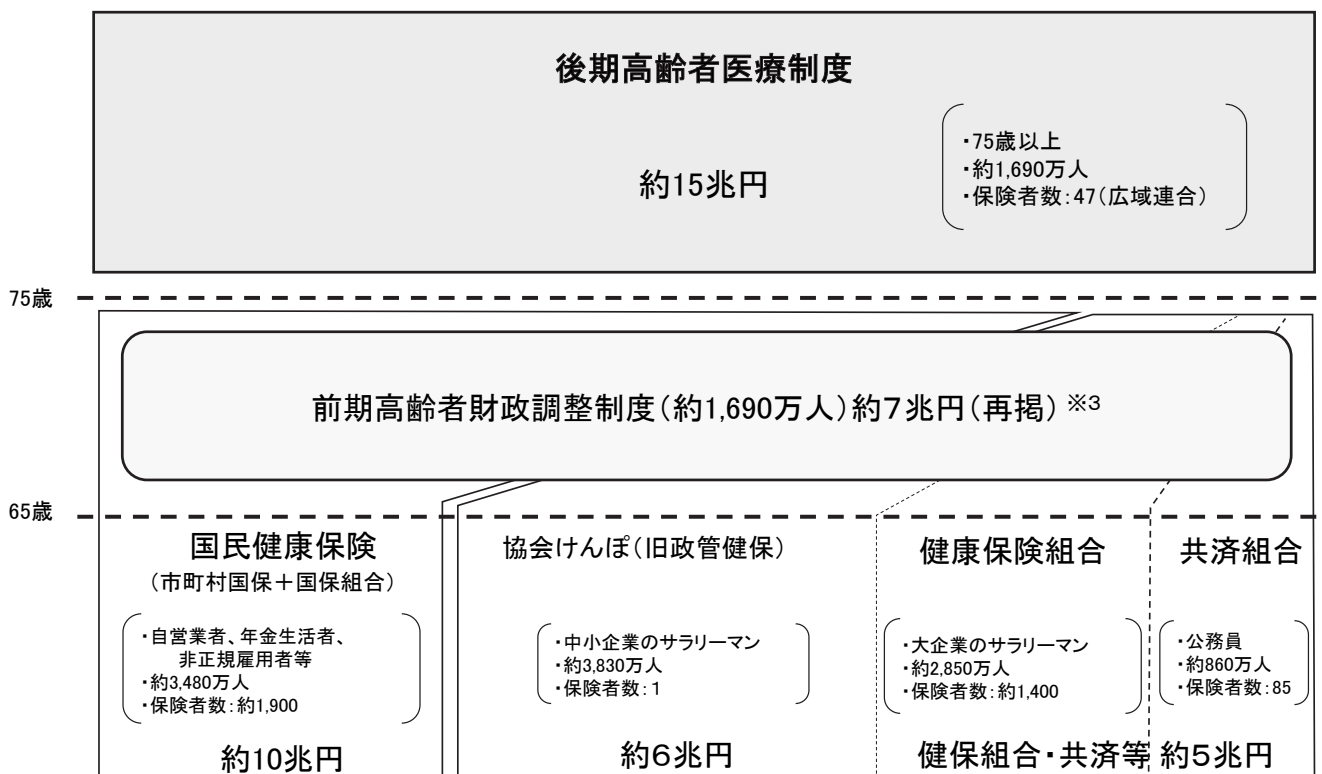 後期高齢者医療制度
約15兆円
・75歳以上
・約1,690万人
・保険者数:47(広域連合)
75歳
前期高齢者財政調整制度(約1,690万人)約7兆円(再掲)※3
65歳
国民健康保険
(市町村国保+国保組合)
・自営業者、年金生活者、
非正規雇用者等
・約3,480万人
・保険者数:約1,900
約10兆円
協会けんぽ(旧政管健保)
・中小企業のサラリーマン
・約3,830万人
・保険者数:1
約6兆円
健康保険組合
・大企業のサラリーマン
・約2,850万人
・保険者数:約1,400
共済組合
・公務員
・約860万人
・保険者数:85
健保組合・共済等 約5兆円